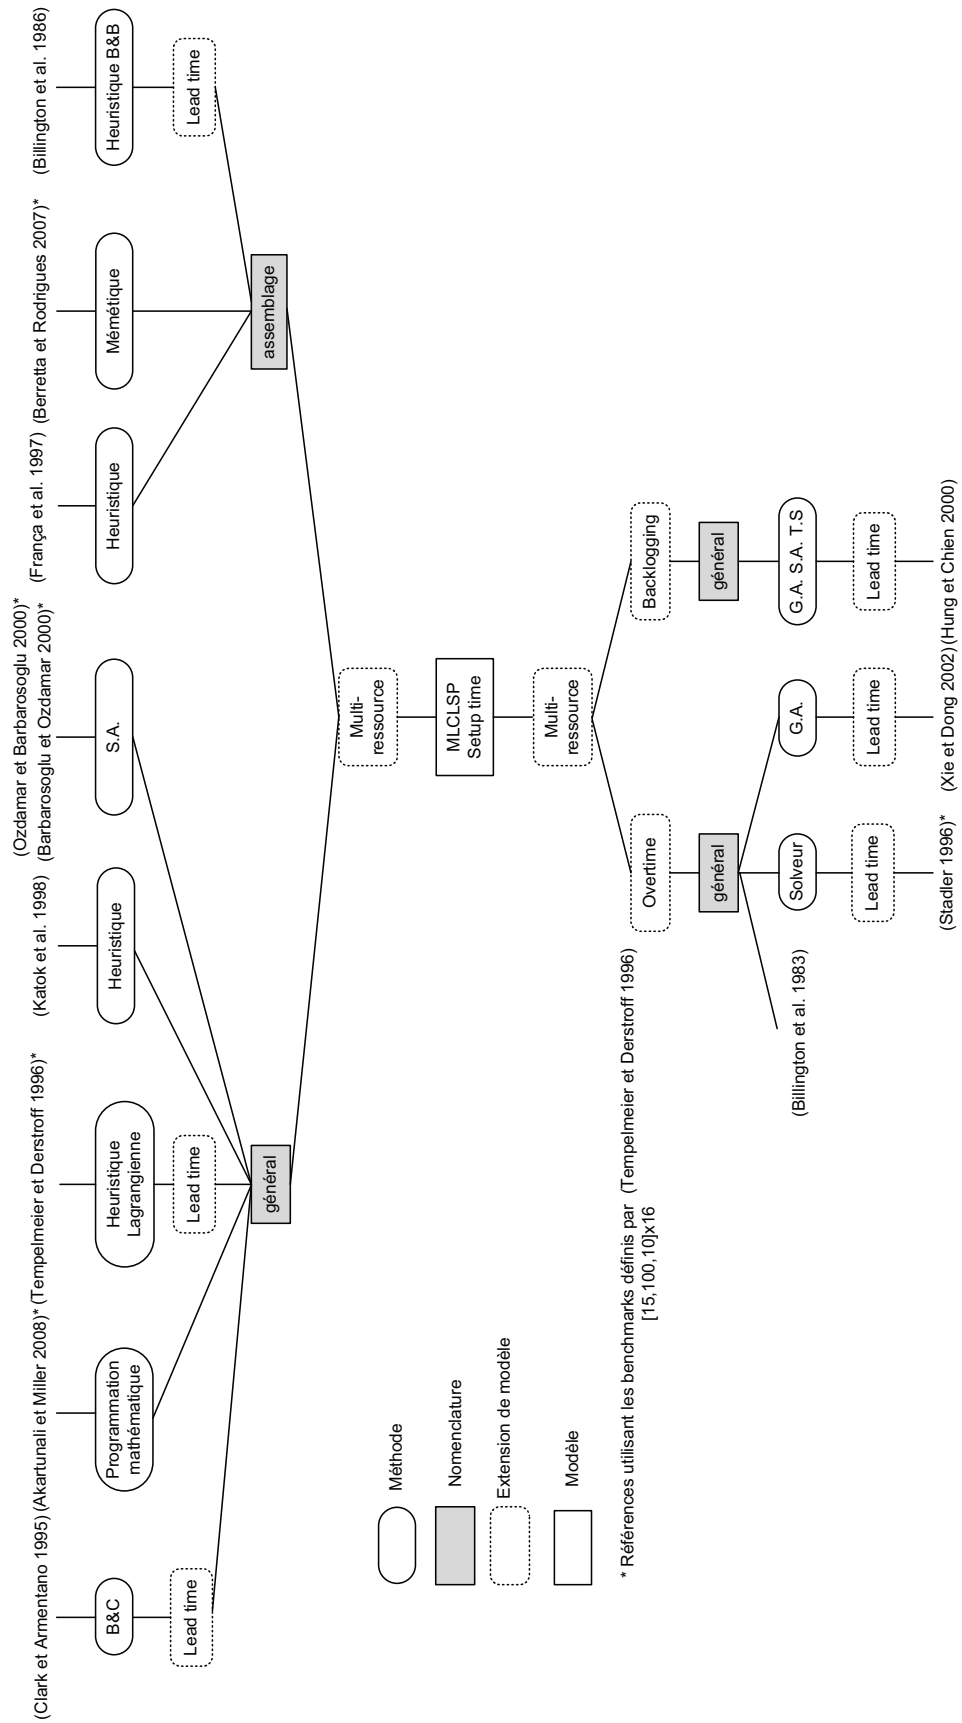 (Clark et Armentano 1995)
(Akartunali et Miller 2008)*
(Tempelmeier et Derstroff 1996)*
(Katok et al. 1998)
(Ozdamar et Barbarosoglu 2000)*
(Barbarosoglu et Ozdamar 2000)*
(França et al. 1997)
(Berretta et Rodrigues 2007)*
(Billington et al. 1986)
B&C
Programmation
mathématique
Heuristique
Lagrangienne
Heuristique
S.A.
Heuristique
Mémétique
Heuristique B&B
Lead time
Lead time
Lead time
général
assemblage
Multi-
ressource
MLCLSP
Setup time
Multi-
ressource
Overtime
Backlogging
général
général
Solveur
G.A.
G.A. S.A. T.S
Lead time
Lead time
Lead time
(Billington et al. 1983)
(Stadler 1996)*
(Xie et Dong 2002)
(Hung et Chien 2000)
Méthode
Nomenclature
Extension de modèle
Modèle
* Références utilisant les benchmarks définis par (Tempelmeier et Derstroff 1996)
[15,100,10]x16